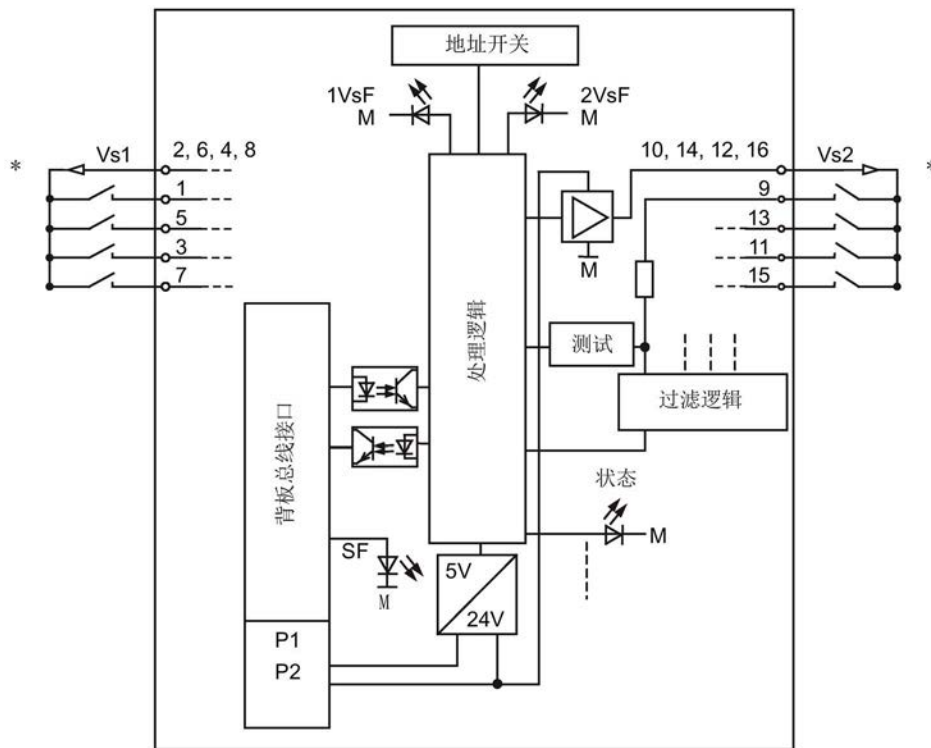 地址开关
1VsF
M
2VsF
M
*
Vs1
2, 6, 4, 8
10, 14, 12, 16
Vs2
*
1
9
5
13
3
11
7
15
M
处理逻辑
测试
过滤逻辑
背板总线接口
状态
M
SF
M
5V
24V
P1
P2